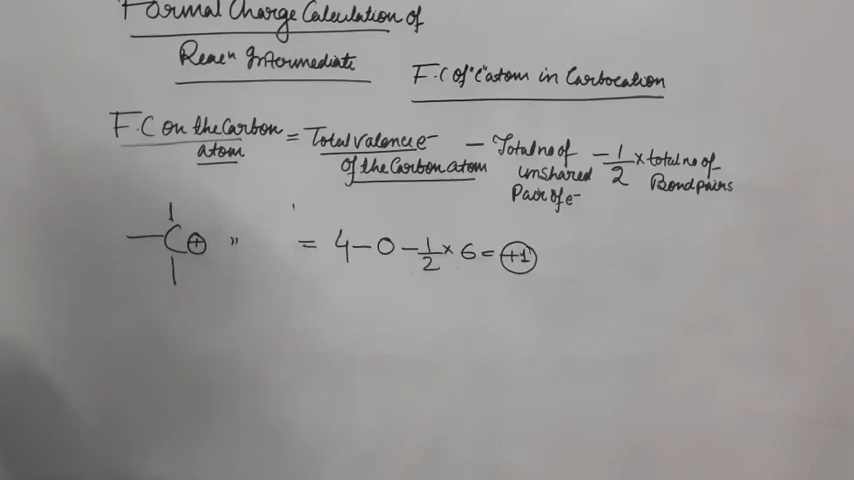 Formal Charge Calculation of
Reacn Intermediate
F.C of "C" atom in Carbocation
F.C on the Carbon atom = Total valence e- of the Carbon atom - Total no of unshared Pair of e- - 1/2 x total no of Bond pairs
C⊕ " = 4 - 0 - 1/2 x 6 = +1